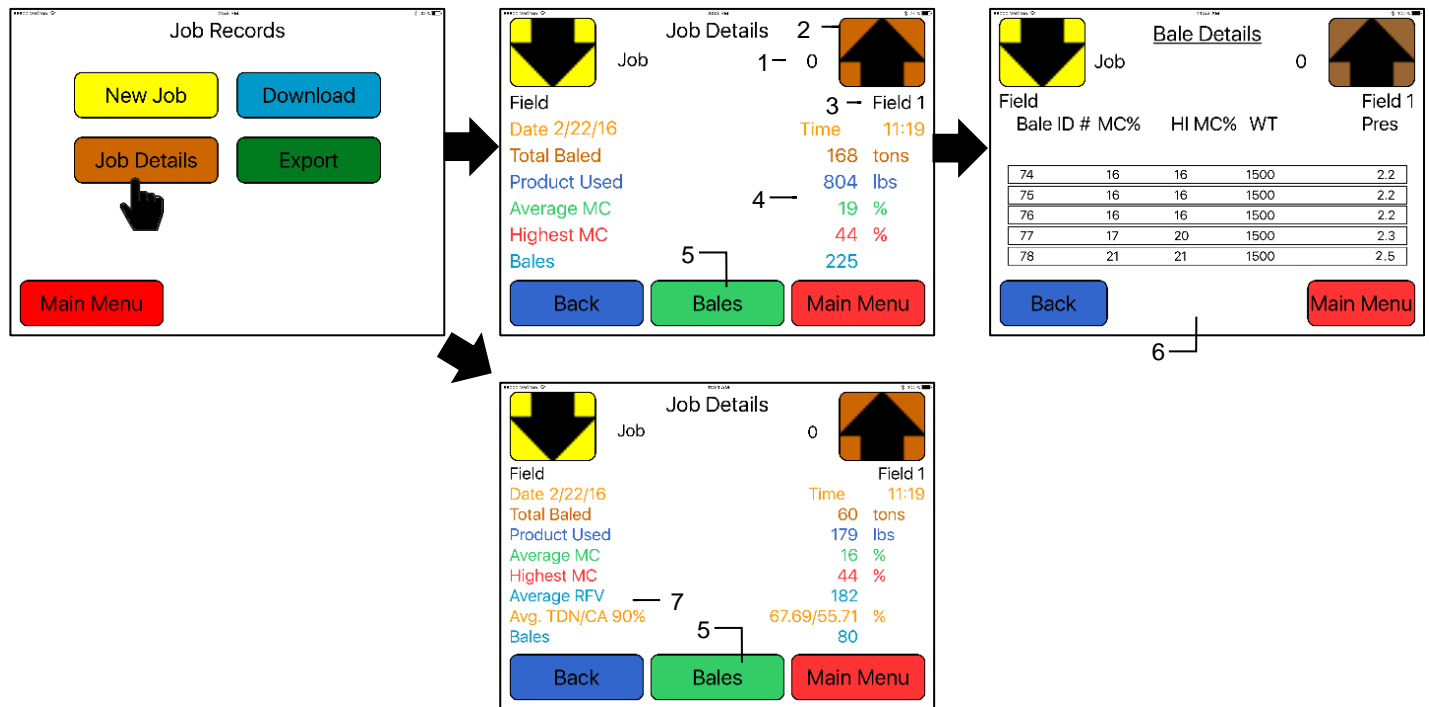 Job Records
New Job
Download
Job Details
Export
Main Menu
Job Details
2
Job
1
0
3
Field
Field 1
Date 2/22/16
Time
11:19
Total Baled
168 tons
Product Used
804 lbs
4
Average MC
19 %
Highest MC
44 %
5
Bales
225
Back
Bales
Main Menu
Bale Details
Job
0
Field
Field 1
Bale ID # MC% HI MC% WT Pres
74 16 16 1500 2.2
75 16 16 1500 2.2
76 16 16 1500 2.2
77 17 20 1500 2.3
78 21 21 1500 2.5
Back
Main Menu
6
Job Details
Job
0
Field
Field 1
Date 2/22/16
Time
11:19
Total Baled
60 tons
Product Used
179 lbs
Average MC
16 %
Highest MC
44 %
Average RFV
182
7
Avg. TDN/CA 90%
67.69/55.71 %
5
Bales
80
Back
Bales
Main Menu